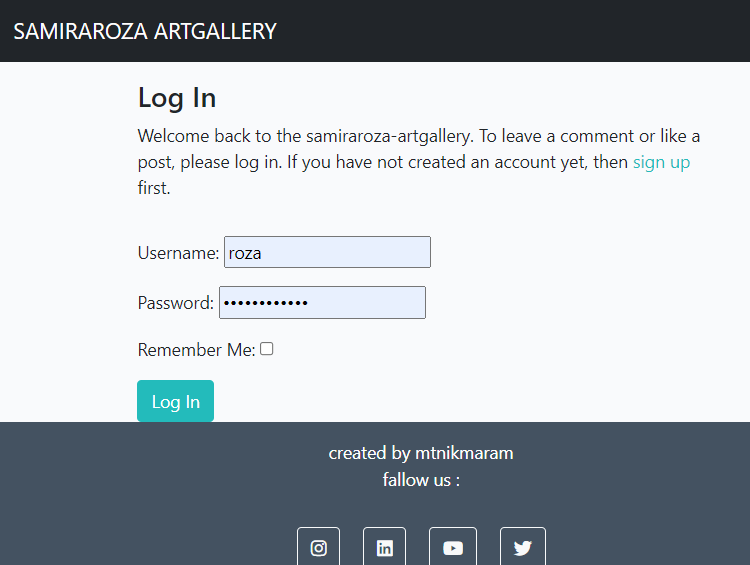 SAMIRAROZA ARTGALLERY
Log In
Welcome back to the samiraroza-artgallery. To leave a comment or like a
post, please log in. If you have not created an account yet, then sign up
first.
Username: roza
Password: ••••••••••••
Remember Me:
Log In
created by mtnikmaram
fallow us :